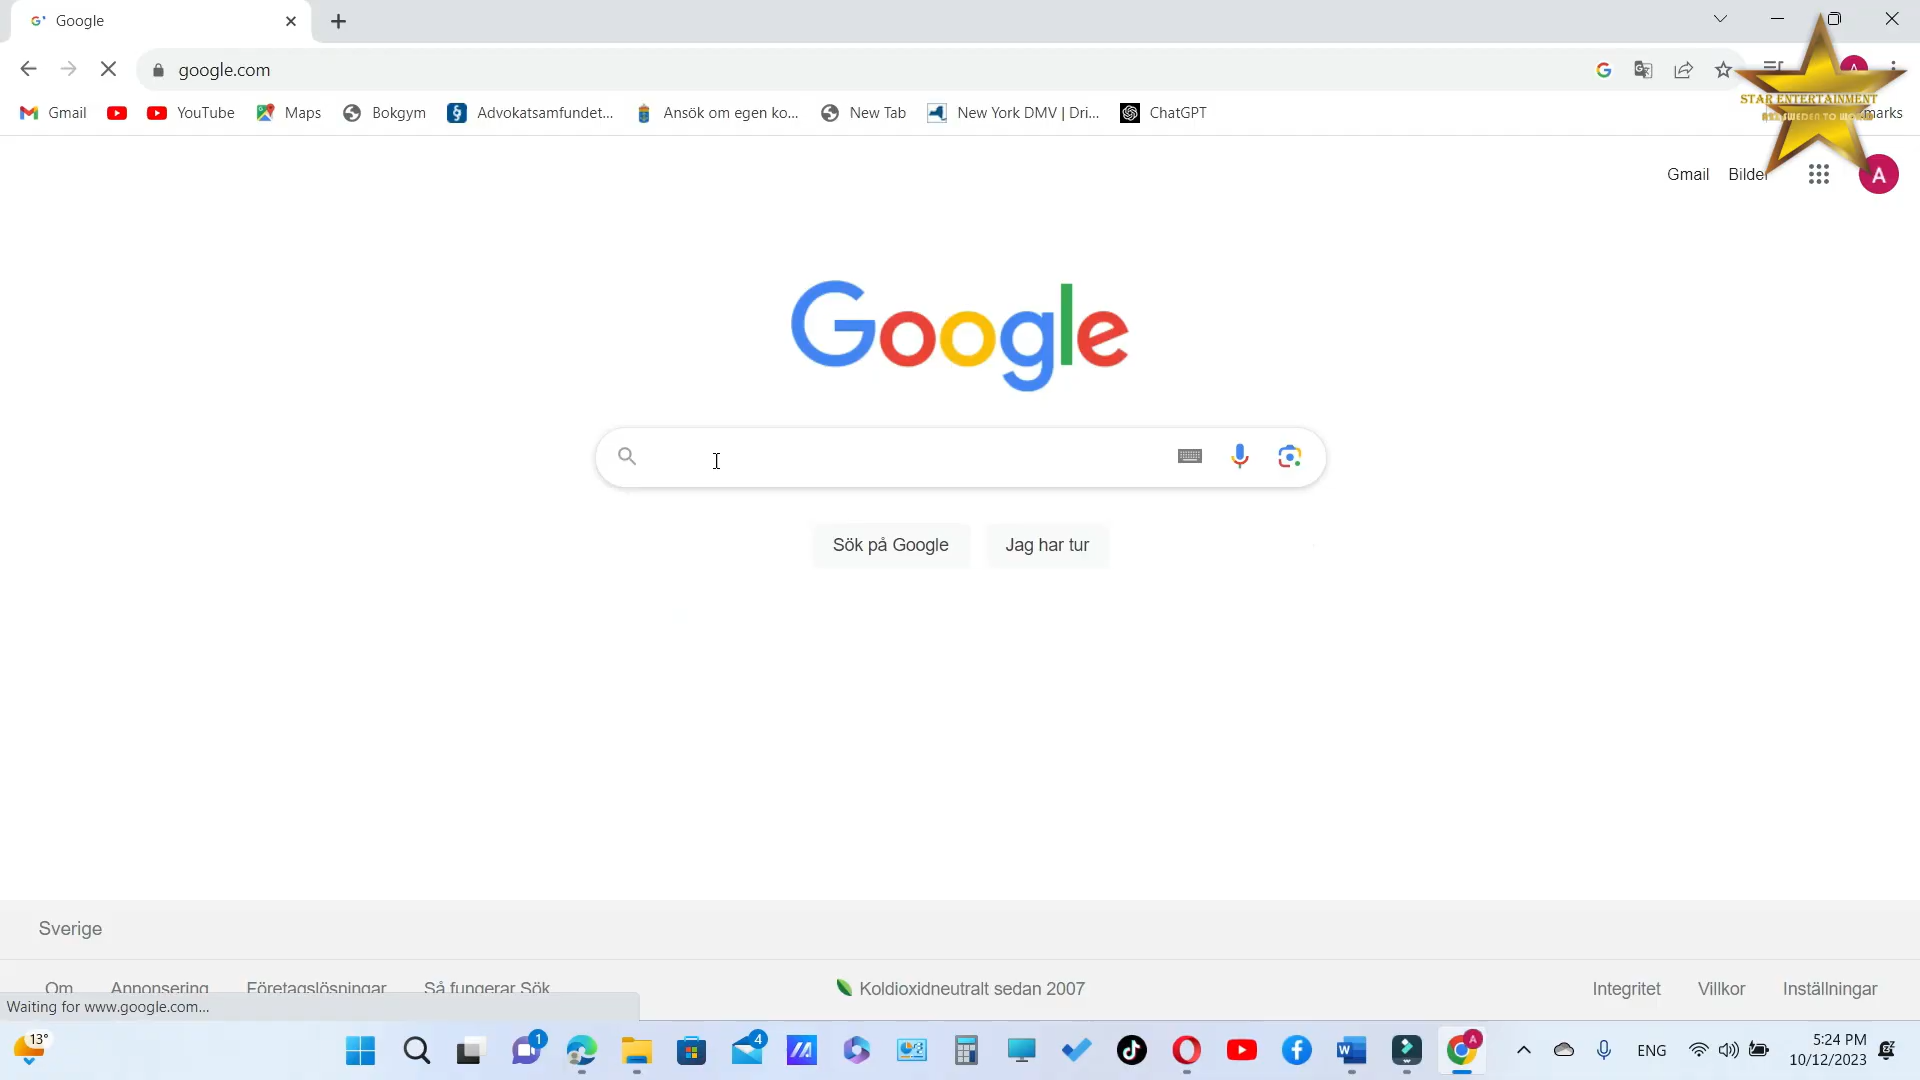 Google
google.com
Gmail
YouTube
Maps
Bokgym
Advokatsamfundet...
Ansök om egen ko...
New Tab
New York DMV | Dri...
ChatGPT
marks
STAR ENTERTAINMENT
Gmail
Bilder
A
Google
Sök på Google
Jag har tur
Sverige
Om
Annonsering
Företagslösningar
Så fungerar Sök
Koldioxidneutralt sedan 2007
Integritet
Villkor
Inställningar
Waiting for www.google.com...
13°
1
4
A
ENG
5:24 PM
10/12/2023